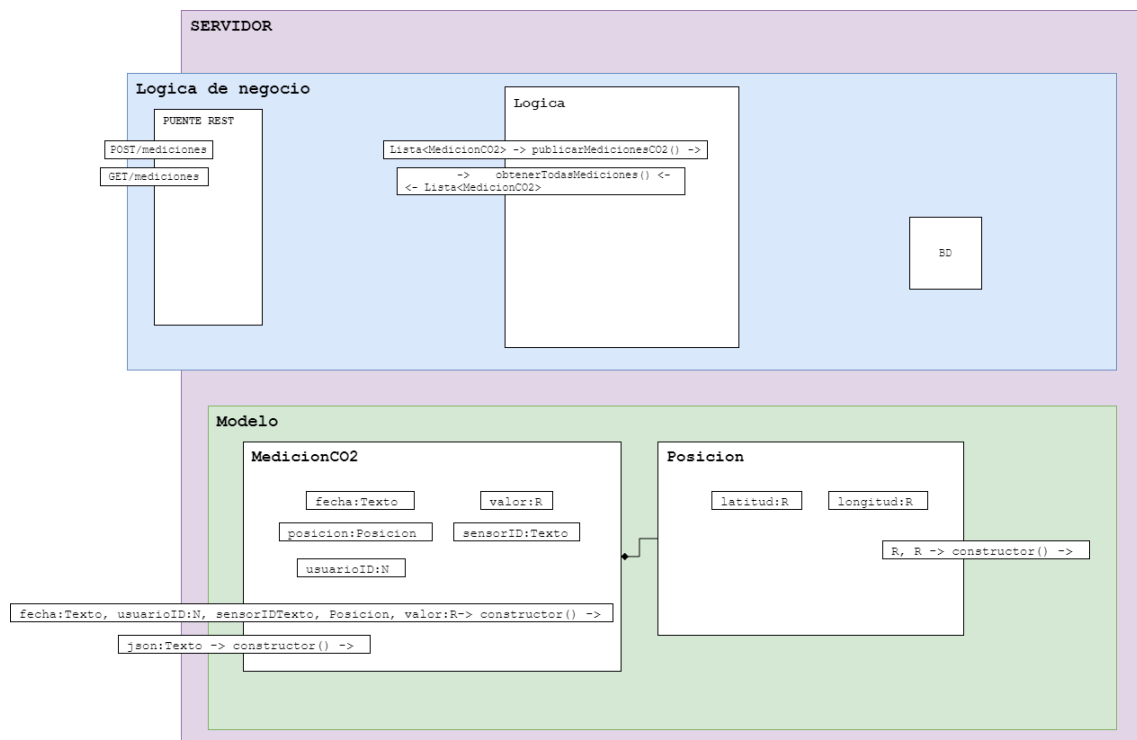 SERVIDOR
Logica de negocio
PUENTE REST
POST/mediciones
GET/mediciones
Logica
Lista<MedicionCO2> -> publicarMedicionesCO2() ->
-> obtenerTodasMediciones() <-
<- Lista<MedicionCO2>
BD
Modelo
MedicionCO2
fecha:Texto
valor:R
posicion:Posicion
sensorID:Texto
usuarioID:N
fecha:Texto, usuarioID:N, sensorIDTexto, Posicion, valor:R-> constructor() ->
json:Texto -> constructor() ->
Posicion
latitud:R
longitud:R
R, R -> constructor() ->